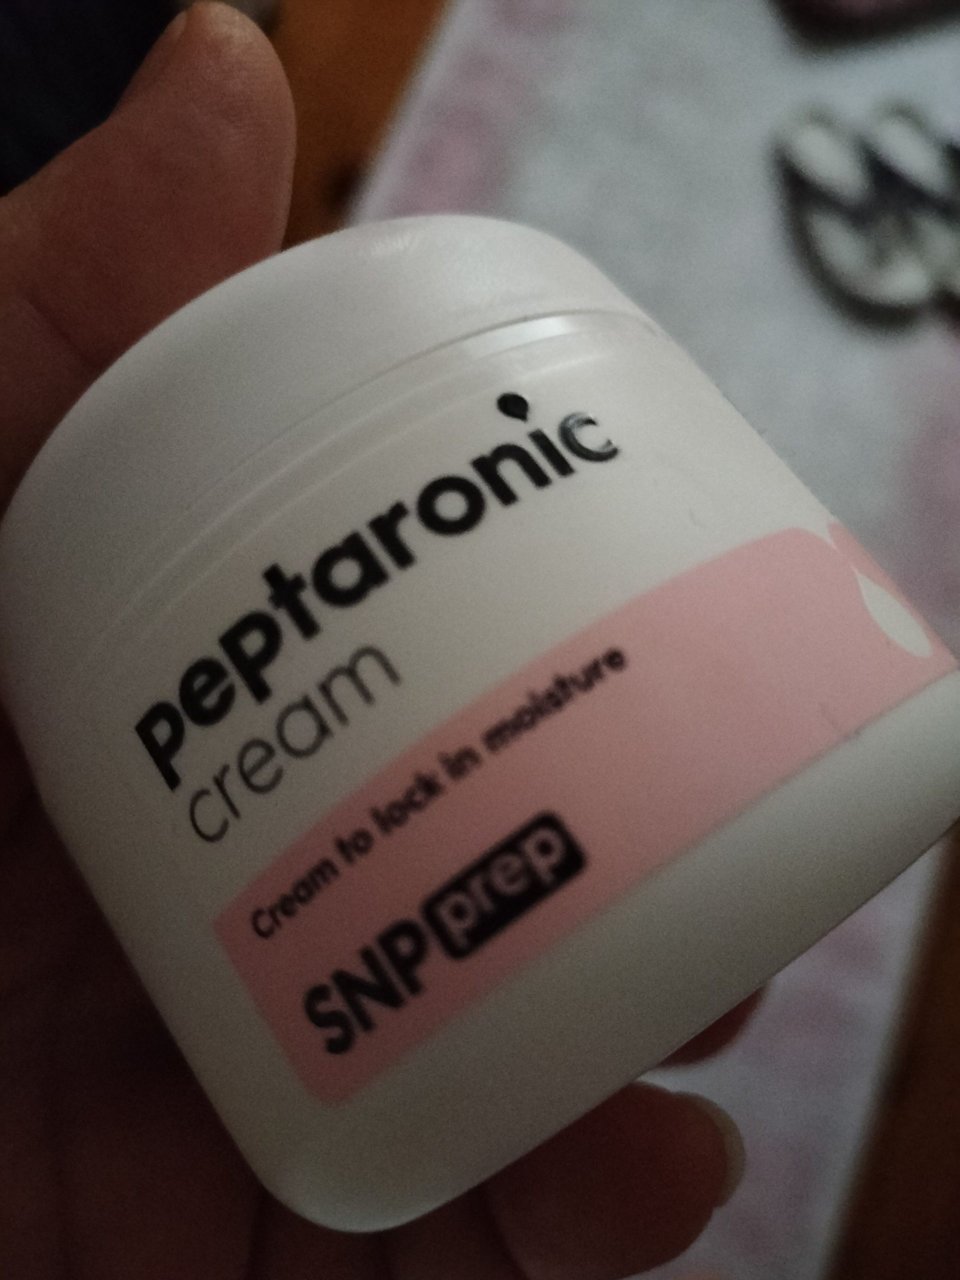 peptaronic
cream
Cream to lock in moisture
SNP prep